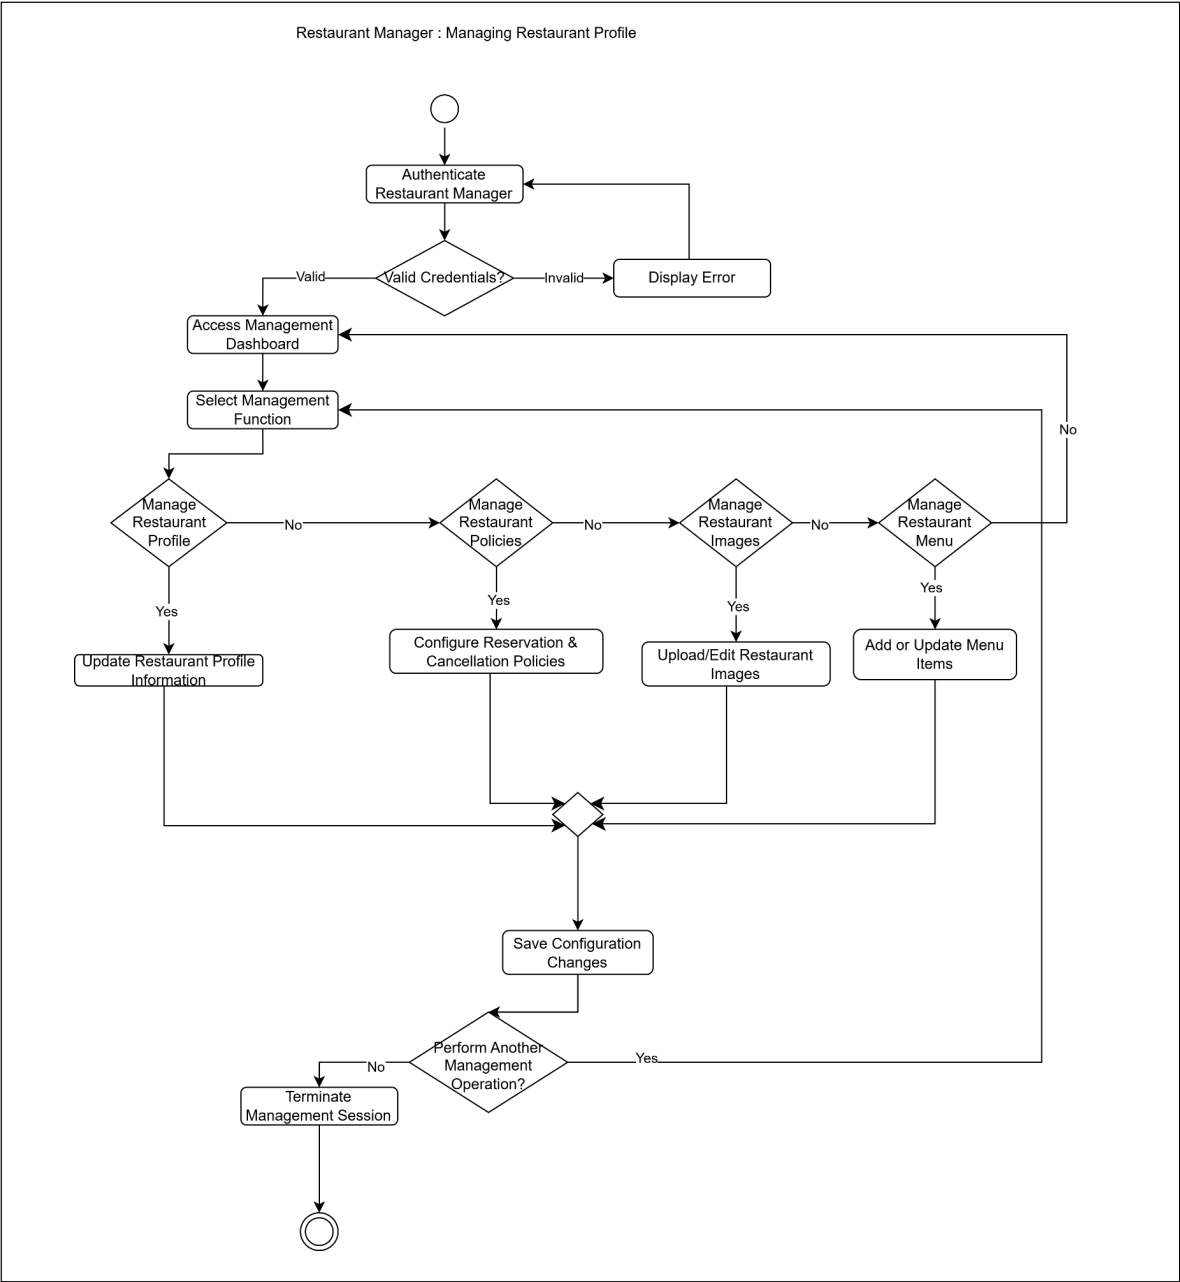 Restaurant Manager : Managing Restaurant Profile
Authenticate
Restaurant Manager
Valid Credentials?
Valid
Invalid
Display Error
Access Management
Dashboard
Select Management
Function
No
Manage
Restaurant
Profile
No
Manage
Restaurant
Policies
No
Manage
Restaurant
Images
No
Manage
Restaurant
Menu
Yes
Yes
Yes
Yes
Update Restaurant Profile
Information
Configure Reservation &
Cancellation Policies
Upload/Edit Restaurant
Images
Add or Update Menu
Items
Save Configuration
Changes
Perform Another
Management
Operation?
Yes
No
Terminate
Management Session